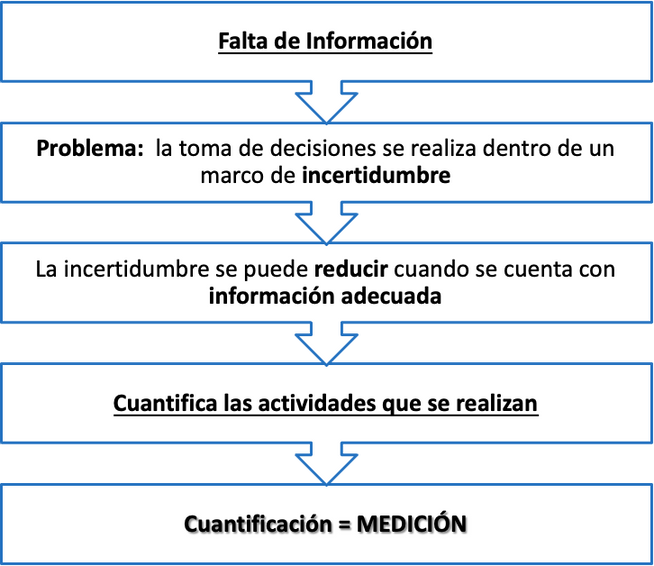 Falta de Información
Problema: la toma de decisiones se realiza dentro de un
marco de incertidumbre
La incertidumbre se puede reducir cuando se cuenta con
información adecuada
Cuantifica las actividades que se realizan
Cuantificación = MEDICIÓN